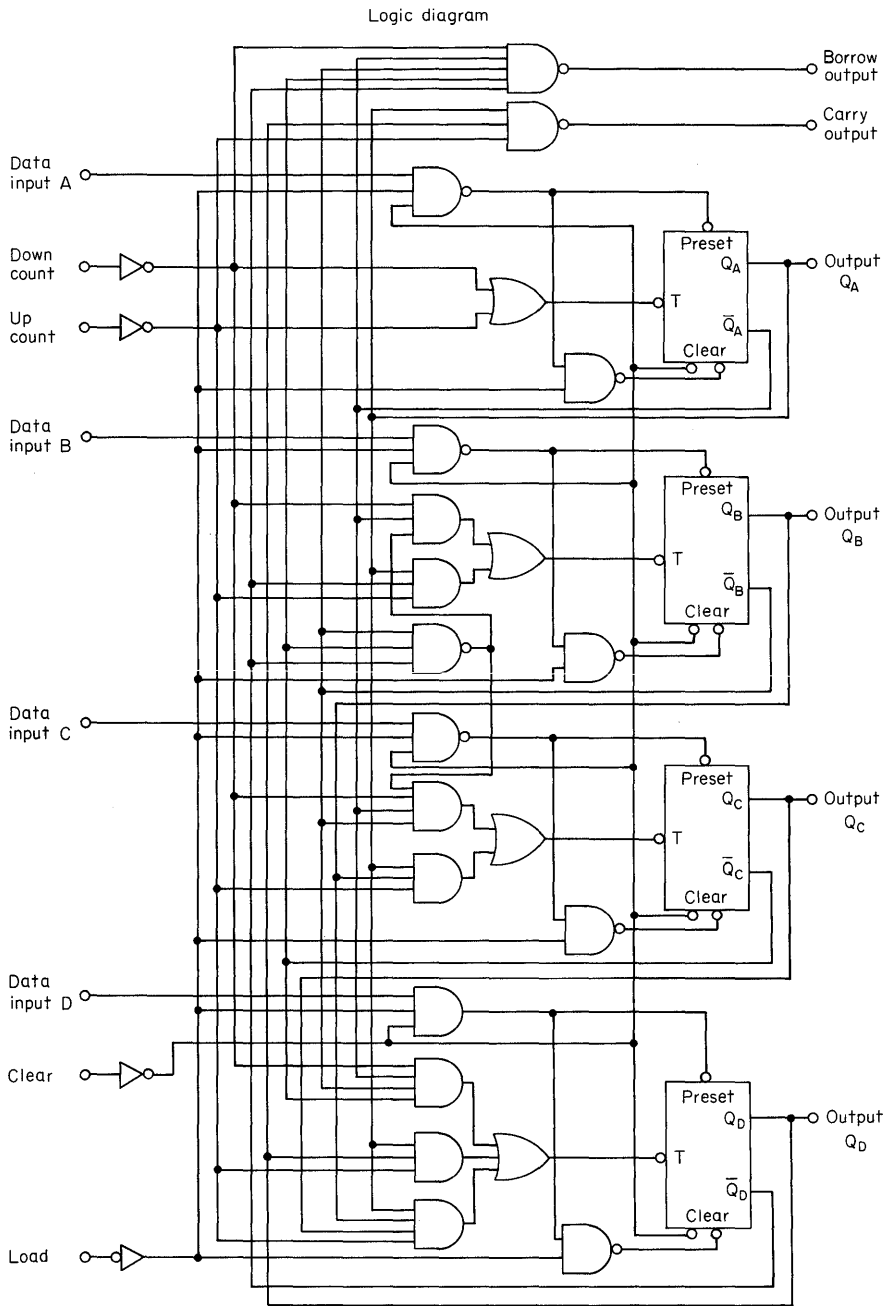 Logic diagram
Borrow
output
Carry
output
Data
input A
Preset
Q_A
Output
Q_A
Down
count
T
Up
count
Q̅_A
Clear
Data
input B
Preset
Q_B
Output
Q_B
T
Q̅_B
Clear
Data
input C
Preset
Q_C
Output
Q_C
T
Q̅_C
Clear
Data
input D
Clear
Preset
Q_D
Output
Q_D
T
Q̅_D
Clear
Load